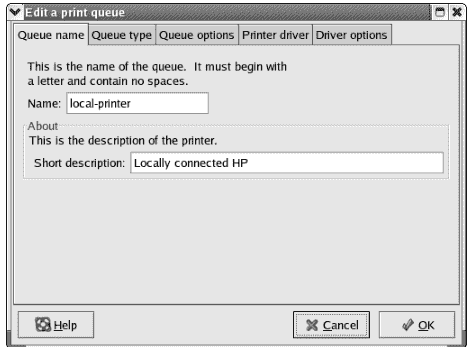 Edit a print queue
Queue name Queue type Queue options Printer driver Driver options
This is the name of the queue. It must begin with
a letter and contain no spaces.
Name: local-printer
About
This is the description of the printer.
Short description: Locally connected HP
Help Cancel OK